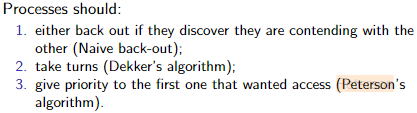 Processes should:
1. either back out if they discover they are contending with the
other (Naive back-out);
2. take turns (Dekker's algorithm);
3. give priority to the first one that wanted access (Peterson's
algorithm).